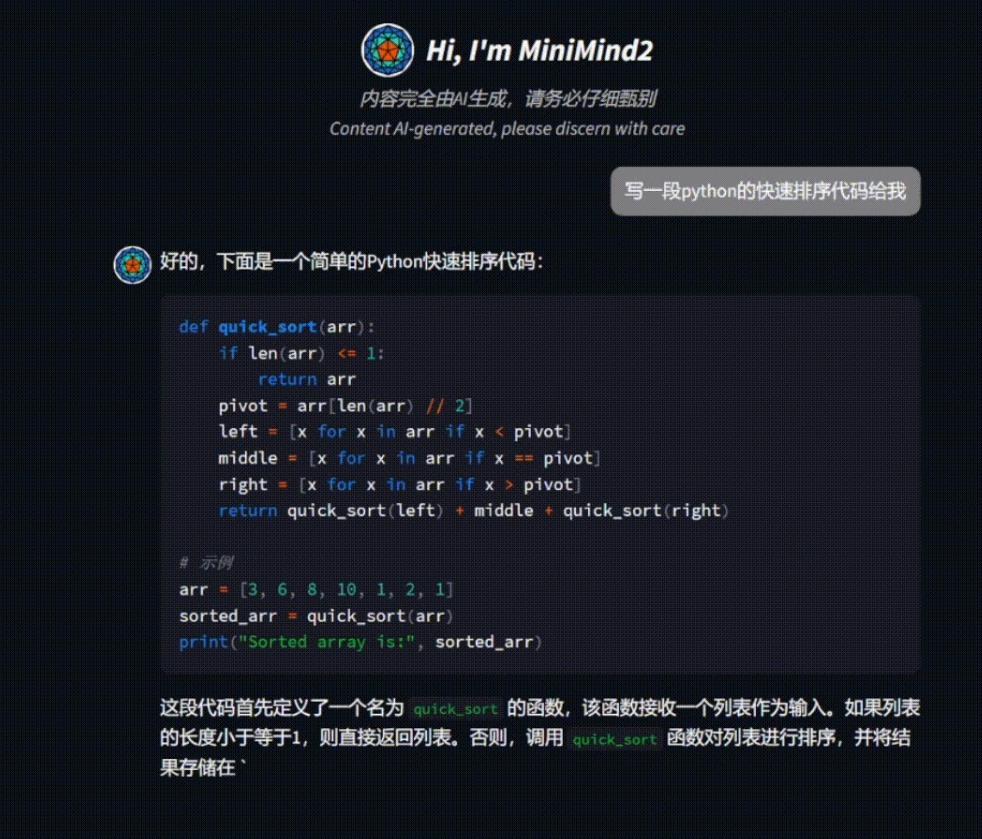 Hi, I'm MiniMind2
内容完全由AI生成，请务必仔细甄别
Content AI-generated, please discern with care
写一段python的快速排序代码给我
好的，下面是一个简单的Python快速排序代码：
def quick_sort(arr):
    if len(arr) <= 1:
        return arr
    pivot = arr[len(arr) // 2]
    left = [x for x in arr if x < pivot]
    middle = [x for x in arr if x == pivot]
    right = [x for x in arr if x > pivot]
    return quick_sort(left) + middle + quick_sort(right)
# 示例
arr = [3, 6, 8, 10, 1, 2, 1]
sorted_arr = quick_sort(arr)
print("Sorted array is:", sorted_arr)
这段代码首先定义了一个名为 quick_sort 的函数，该函数接收一个列表作为输入。如果列表
的长度小于等于1，则直接返回列表。否则，调用 quick_sort 函数对列表进行排序，并将结
果存储在 `